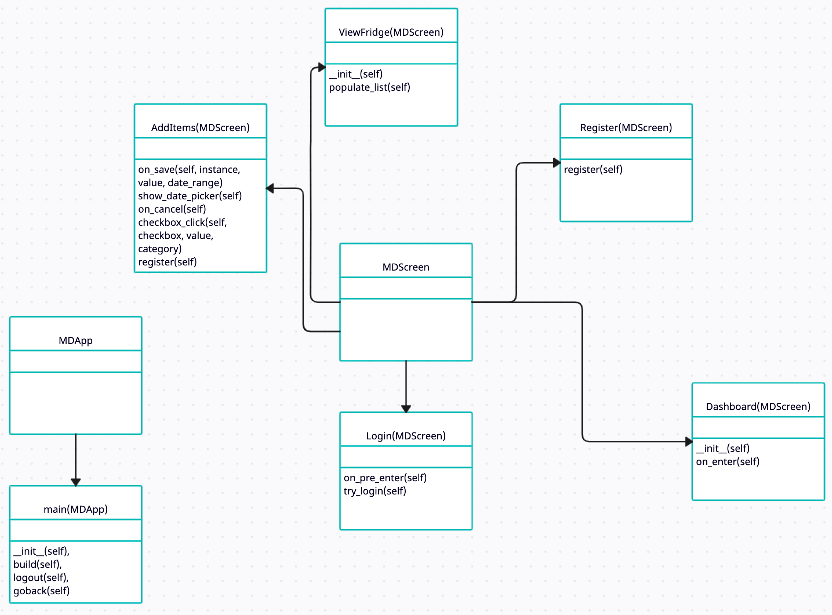 ViewFridge(MDScreen)
__init__(self)
populate_list(self)
AddItems(MDScreen)
on_save(self, instance,
value, date_range)
show_date_picker(self)
on_cancel(self)
checkbox_click(self,
checkbox, value,
category)
register(self)
Register(MDScreen)
register(self)
MDScreen
MDApp
Dashboard(MDScreen)
__init__(self)
on_enter(self)
Login(MDScreen)
on_pre_enter(self)
try_login(self)
main(MDApp)
__init__(self),
build(self),
logout(self),
goback(self)